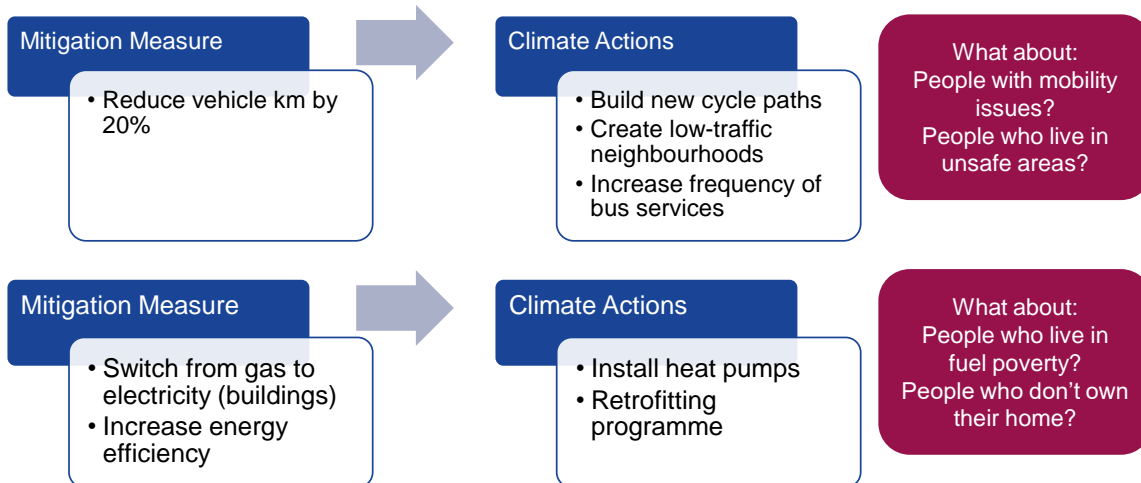 Mitigation Measure
• Reduce vehicle km by
20%
Climate Actions
• Build new cycle paths
• Create low-traffic
neighbourhoods
• Increase frequency of
bus services
What about:
People with mobility
issues?
People who live in
unsafe areas?
Mitigation Measure
• Switch from gas to
electricity (buildings)
• Increase energy
efficiency
Climate Actions
• Install heat pumps
• Retrofitting
programme
What about:
People who live in
fuel poverty?
People who don't own
their home?